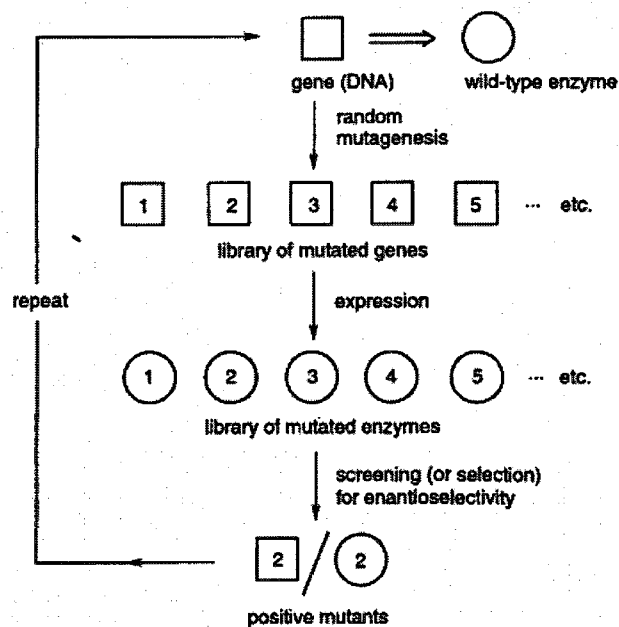 gene (DNA) wild-type enzyme
random
mutagenesis
1 2 3 4 5 ··· etc.
library of mutated genes
repeat
expression
1 2 3 4 5 ··· etc.
library of mutated enzymes
screening (or selection)
for enantioselectivity
2 / 2
positive mutants